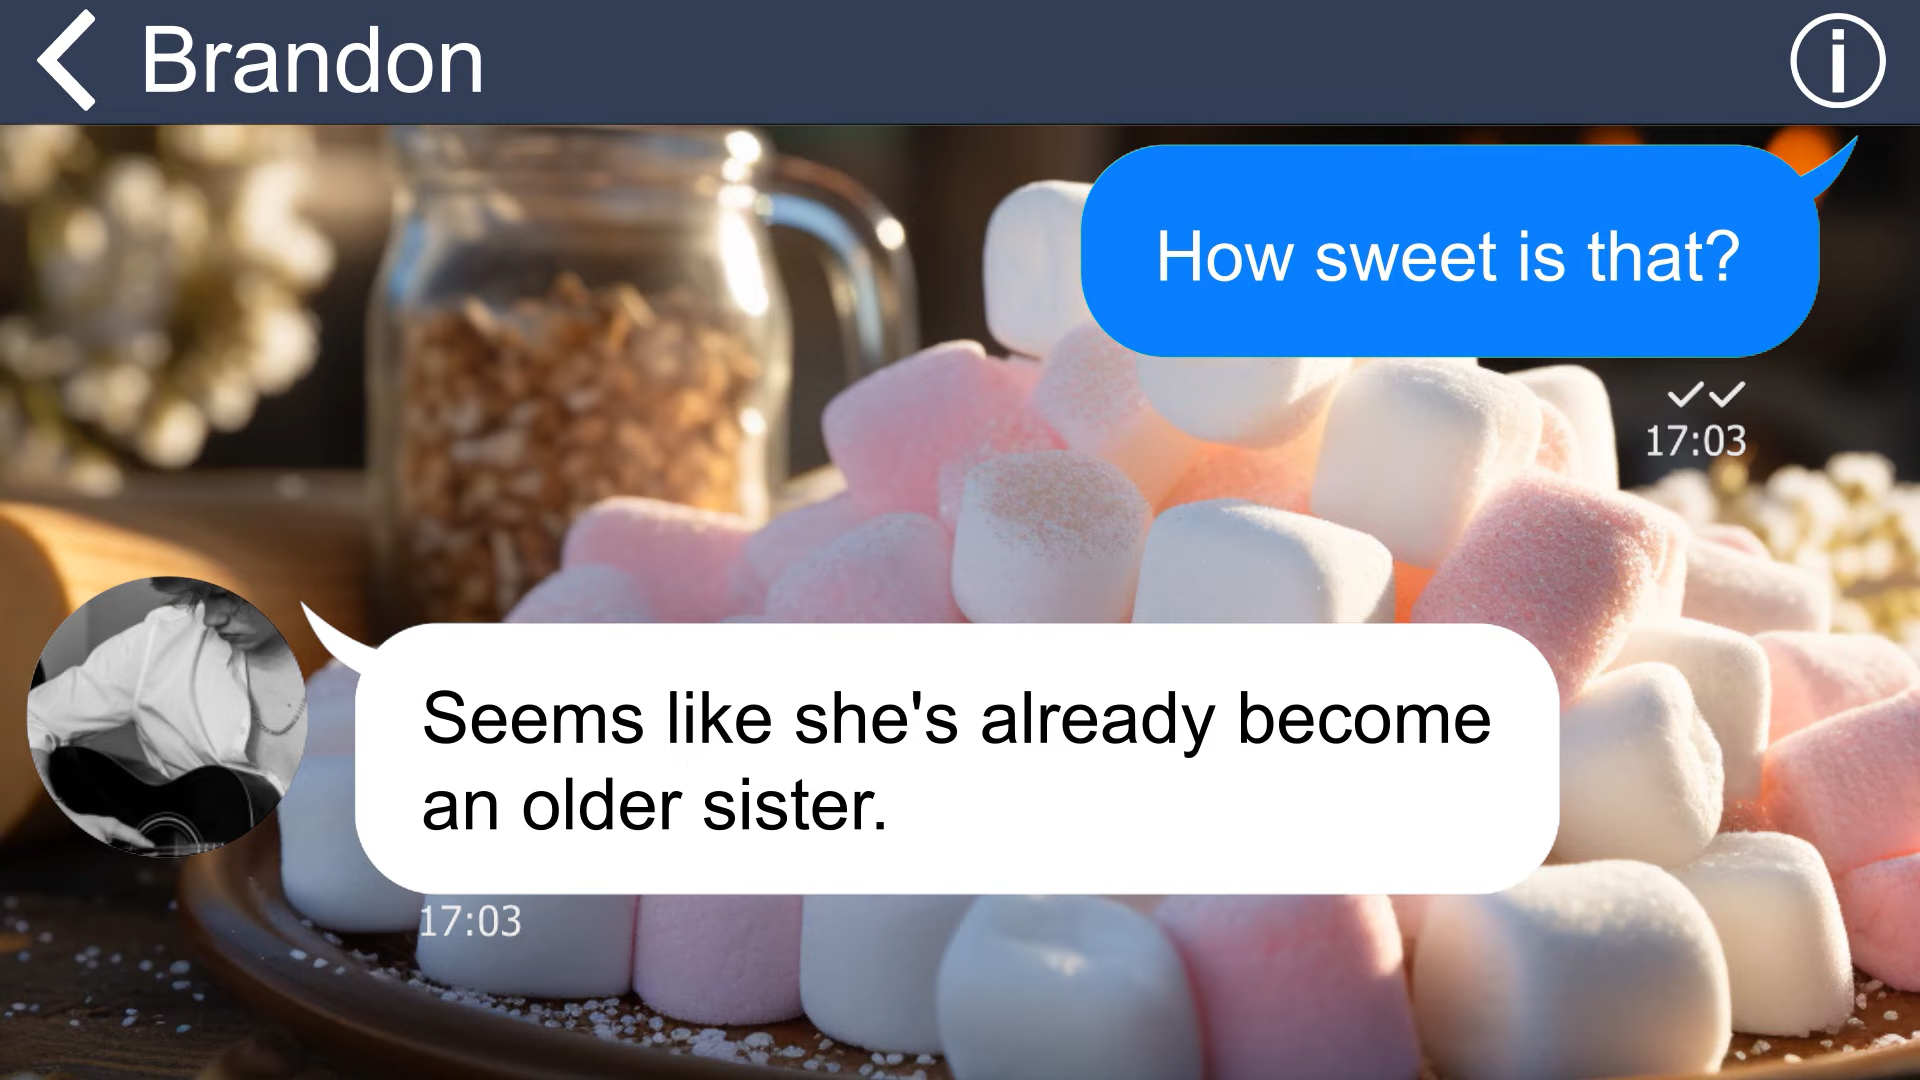 Brandon
How sweet is that?
17:03
Seems like she's already become
an older sister.
17:03